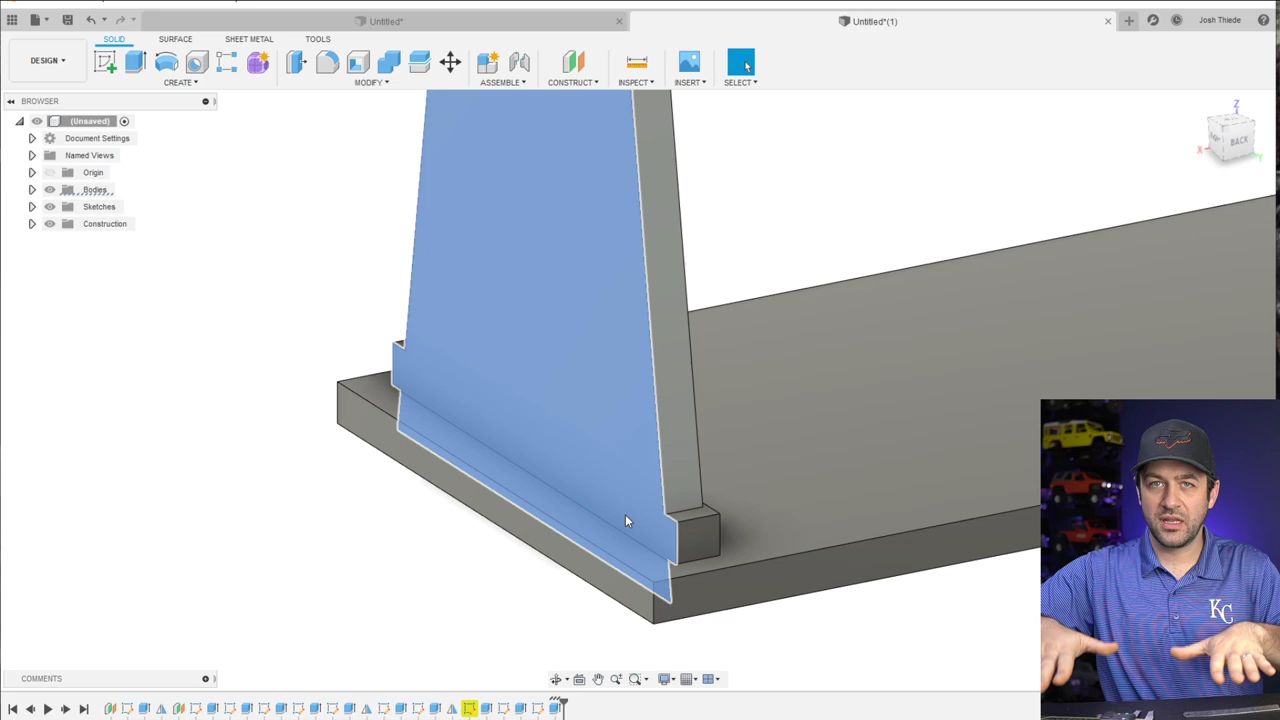 Untitled*
Untitled*(1)
Josh Thiede
DESIGN
SOLID
SURFACE
SHEET METAL
TOOLS
CREATE
MODIFY
ASSEMBLE
CONSTRUCT
INSPECT
INSERT
SELECT
BROWSER
(Unsaved)
Document Settings
Named Views
Origin
Bodies
Sketches
Construction
Z
BACK
X
Y
KC
COMMENTS